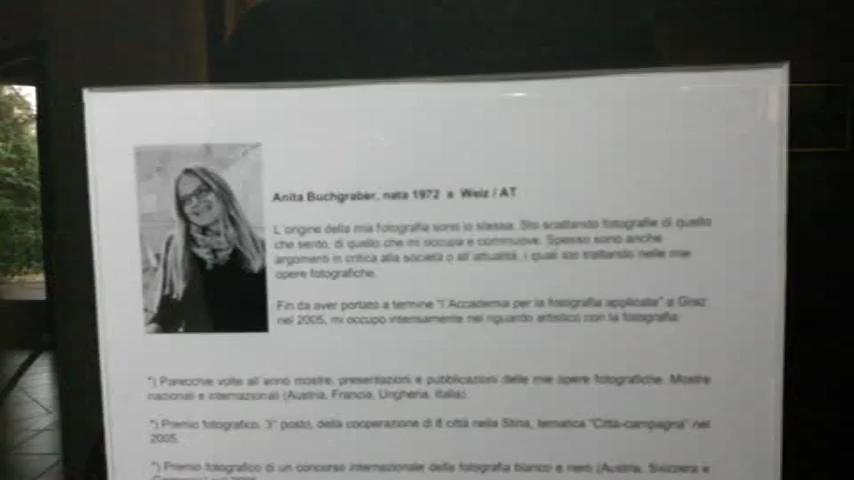 Anita Buchgraber, nata 1972 a Weiz / AT
L'origine della mia fotografia sono io stessa. Sto scattando fotografie di quello
che sento, di quello che mi occupa e commuove. Spesso sono anche
argomenti in critica alla società o all'attualità, i quali sto trattando nelle mie
opere fotografiche.
Fin da aver portato a termine "l'Accademia per la fotografia applicata" a Graz
nel 2005, mi occupo intensamente nel riguardo artistico con la fotografia:
*) Parecchie volte all'anno mostre, presentazioni e pubblicazioni delle mie opere fotografiche. Mostre
nazionali e internazionali (Austria, Francia, Ungheria, Italia).
*) Premio fotografico, 3° posto, della cooperazione di 8 città nella Stiria, tematica "Città-campagna" nel
2005.
*) Premio fotografico di un concorso internazionale della fotografia bianco e nero (Austria, Svizzera e